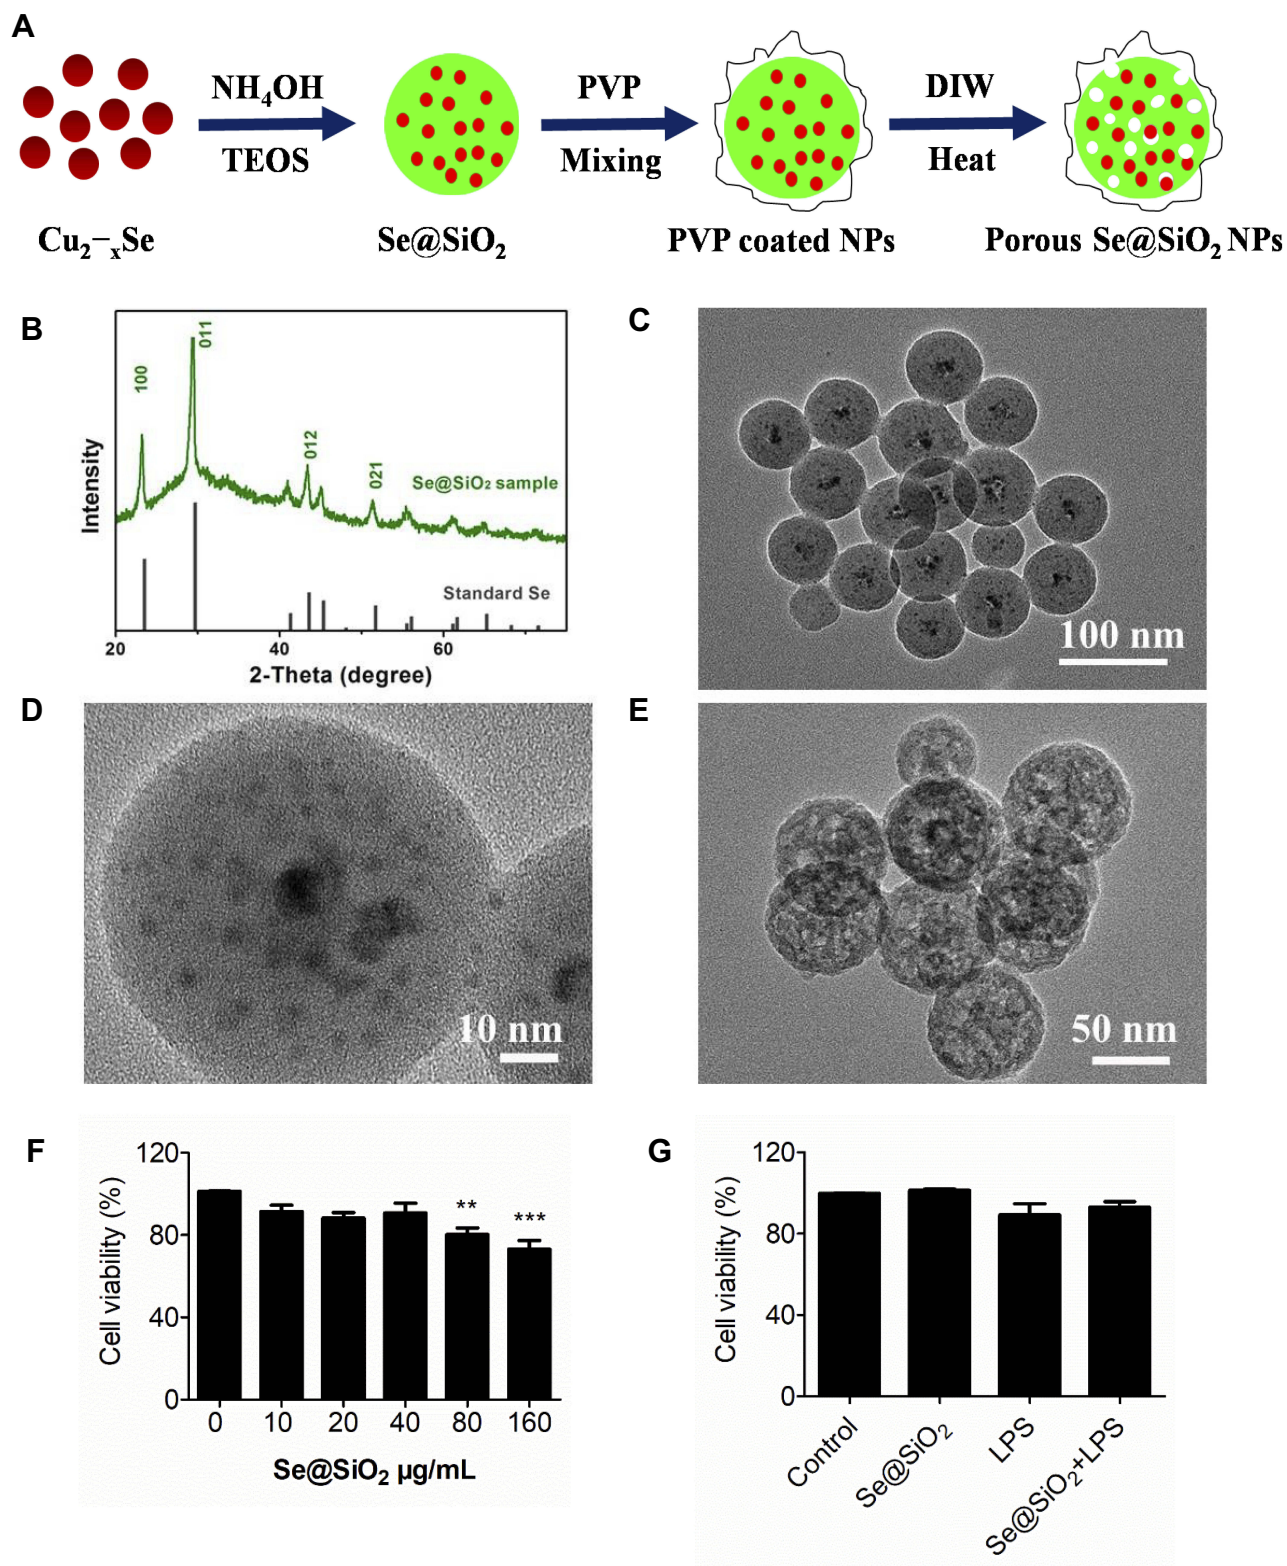 A
NH₄OH
TEOS
PVP
Mixing
DIW
Heat
Cu₂₋ₓSe
Se@SiO₂
PVP coated NPs
Porous Se@SiO₂ NPs
B
Intensity
100
011
012
021
Se@SiO₂ sample
Standard Se
20
40
60
2-Theta (degree)
C
100 nm
D
10 nm
E
50 nm
F
Cell viability (%)
120
80
40
0
**
***
0 10 20 40 80 160
Se@SiO₂ µg/mL
G
Cell viability (%)
120
80
40
0
Control
Se@SiO₂
LPS
Se@SiO₂+LPS